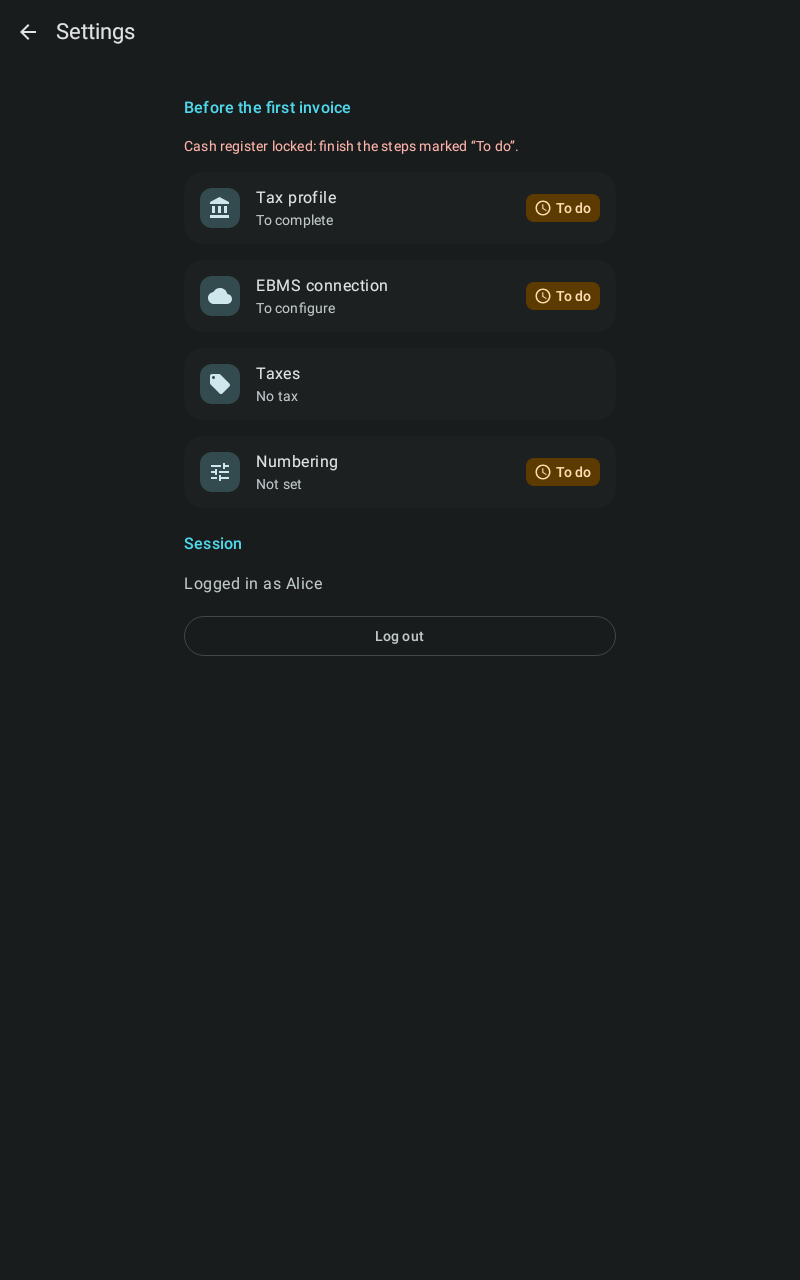 Settings
Before the first invoice
Cash register locked: finish the steps marked “To do”.
Tax profile
To complete
To do
EBMS connection
To configure
To do
Taxes
No tax
Numbering
Not set
To do
Session
Logged in as Alice
Log out